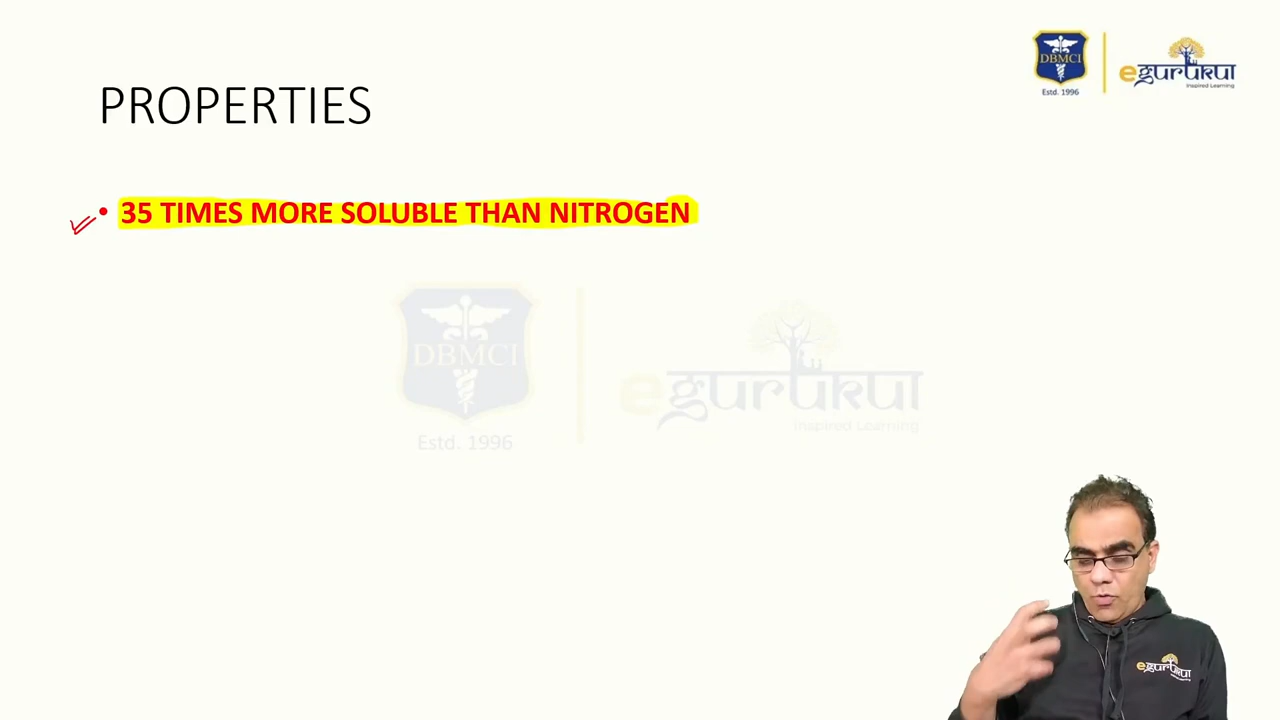 DBMCI
Estd. 1996
egurukul
Inspired Learning
PROPERTIES
• 35 TIMES MORE SOLUBLE THAN NITROGEN
DBMCI
Estd. 1996
egurukul
Inspired Learning
egurukul